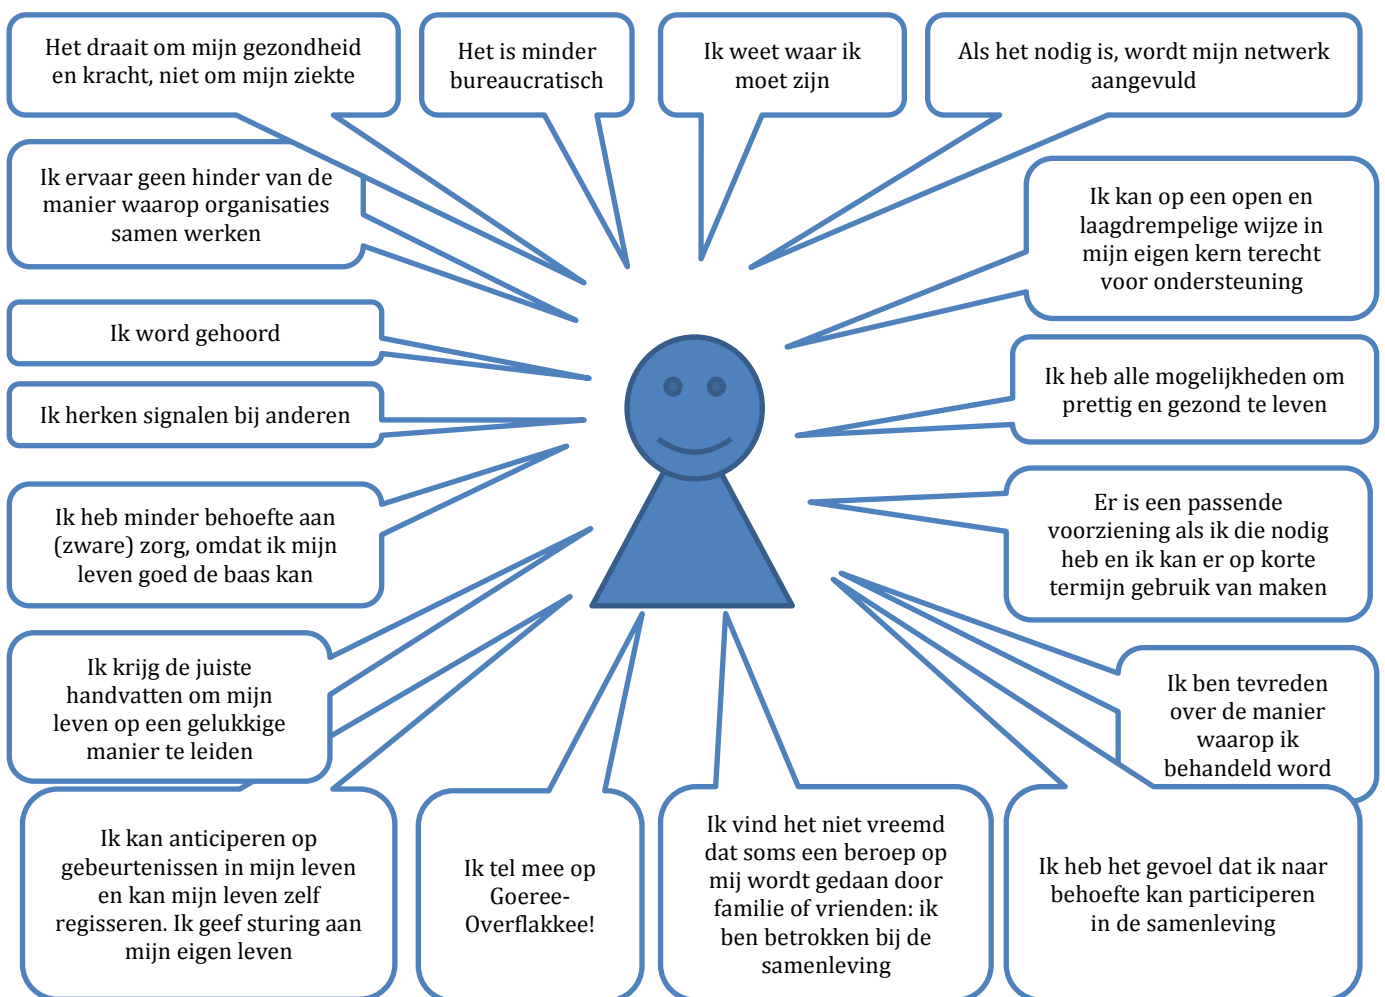 Het draait om mijn gezondheid
en kracht, niet om mijn ziekte
Het is minder
bureaucratisch
Ik weet waar ik
moet zijn
Als het nodig is, wordt mijn netwerk
aangevuld
Ik ervaar geen hinder van de
manier waarop organisaties
samen werken
Ik kan op een open en
laagdrempelige wijze in
mijn eigen kern terecht
voor ondersteuning
Ik word gehoord
Ik heb alle mogelijkheden om
prettig en gezond te leven
Ik herken signalen bij anderen
Ik heb minder behoefte aan
(zware) zorg, omdat ik mijn
leven goed de baas kan
Er is een passende
voorziening als ik die nodig
heb en ik kan er op korte
termijn gebruik van maken
Ik krijg de juiste
handvatten om mijn
leven op een gelukkige
manier te leiden
Ik ben tevreden
over de manier
waarop ik
behandeld word
Ik kan anticiperen op
gebeurtenissen in mijn leven
en kan mijn leven zelf
regisseren. Ik geef sturing aan
mijn eigen leven
Ik tel mee op
Goeree-
Overflakkee!
Ik vind het niet vreemd
dat soms een beroep op
mij wordt gedaan door
familie of vrienden: ik
ben betrokken bij de
samenleving
Ik heb het gevoel dat ik naar
behoefte kan participeren
in de samenleving